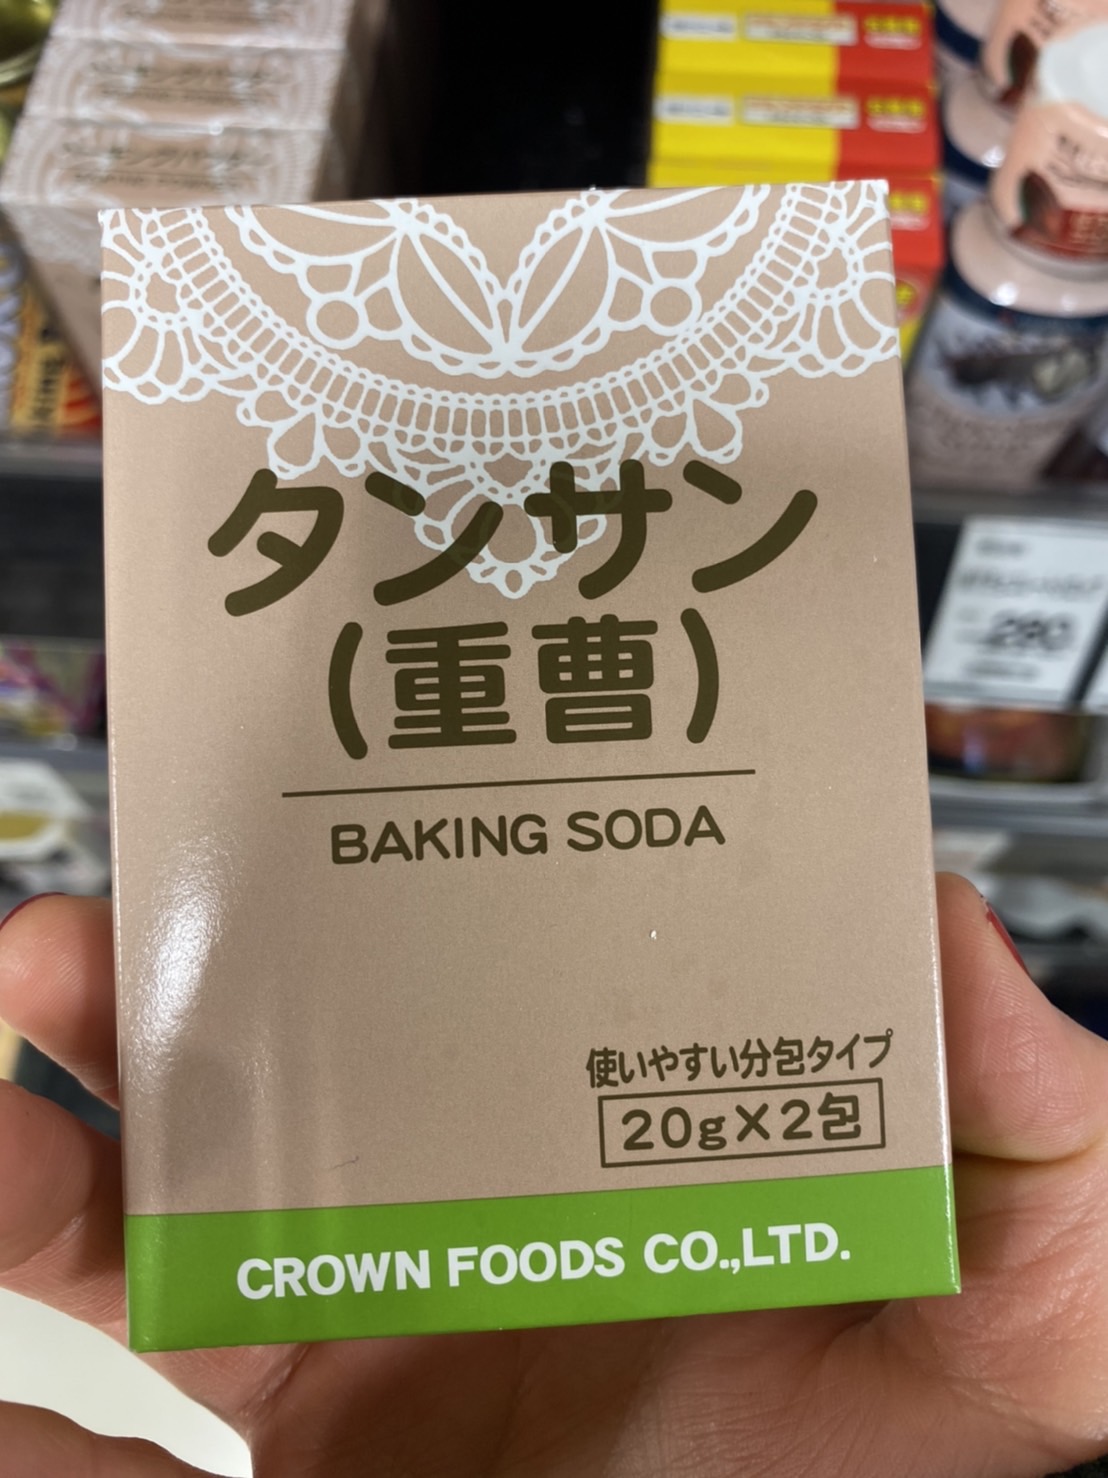 タンサン
(重曹)
BAKING SODA
使いやすい分包タイプ
20g×2包
CROWN FOODS CO.,LTD.
280